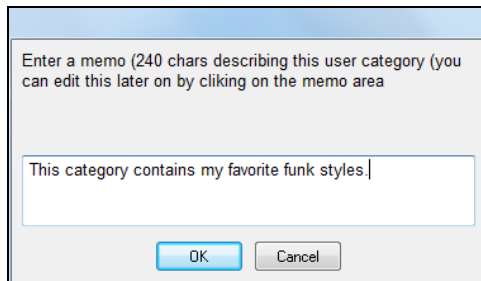 Enter a memo (240 chars describing this user category (you
can edit this later on by cliking on the memo area
This category contains my favorite funk styles.
OK
Cancel